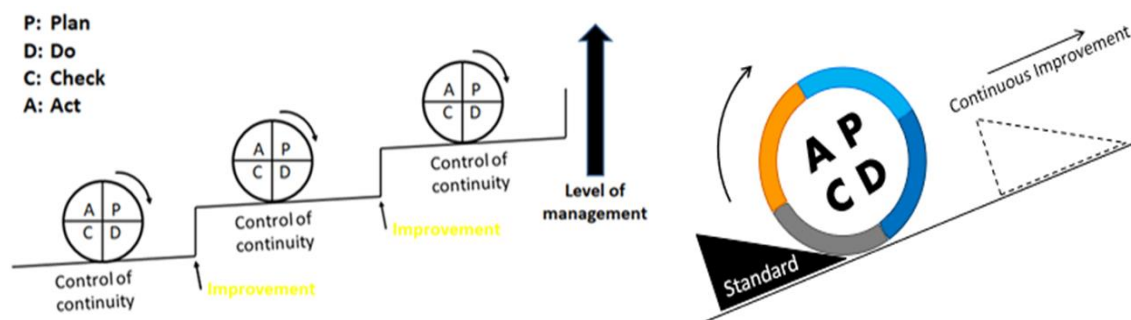 P: Plan
D: Do
C: Check
A: Act
A P
C D
Control of
continuity
Improvement
A P
C D
Control of
continuity
Improvement
A P
C D
Control of
continuity
Level of
management
A P
C D
Standard
Continuous Improvement